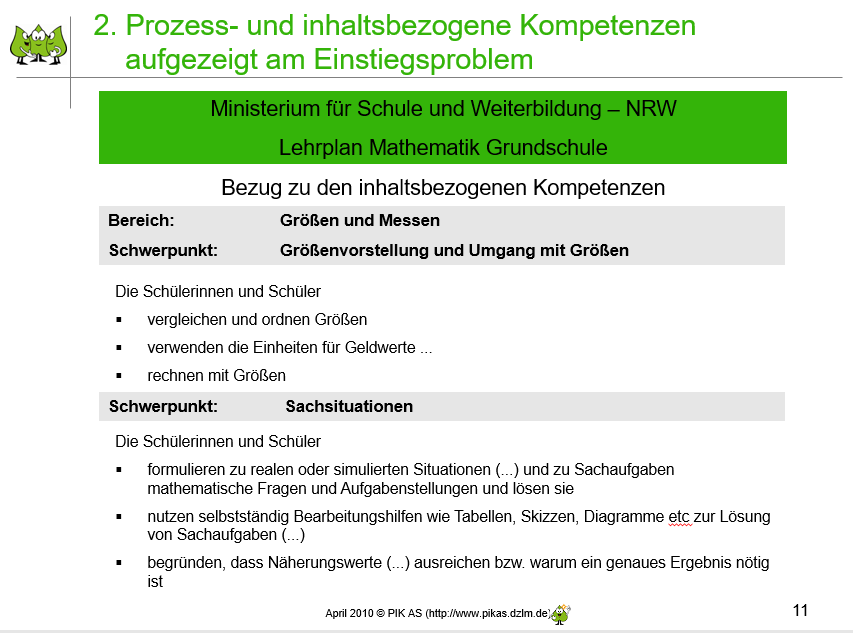 2. Prozess- und inhaltsbezogene Kompetenzen
aufgezeigt am Einstiegsproblem
Ministerium für Schule und Weiterbildung – NRW
Lehrplan Mathematik Grundschule
Bezug zu den inhaltsbezogenen Kompetenzen
Bereich: Größen und Messen
Schwerpunkt: Größenvorstellung und Umgang mit Größen
Die Schülerinnen und Schüler
▪ vergleichen und ordnen Größen
▪ verwenden die Einheiten für Geldwerte ...
▪ rechnen mit Größen
Schwerpunkt: Sachsituationen
Die Schülerinnen und Schüler
▪ formulieren zu realen oder simulierten Situationen (...) und zu Sachaufgaben
mathematische Fragen und Aufgabenstellungen und lösen sie
▪ nutzen selbstständig Bearbeitungshilfen wie Tabellen, Skizzen, Diagramme etc zur Lösung
von Sachaufgaben (...)
▪ begründen, dass Näherungswerte (...) ausreichen bzw. warum ein genaues Ergebnis nötig
ist
April 2010 © PIK AS (http://www.pikas.dzlm.de)
11